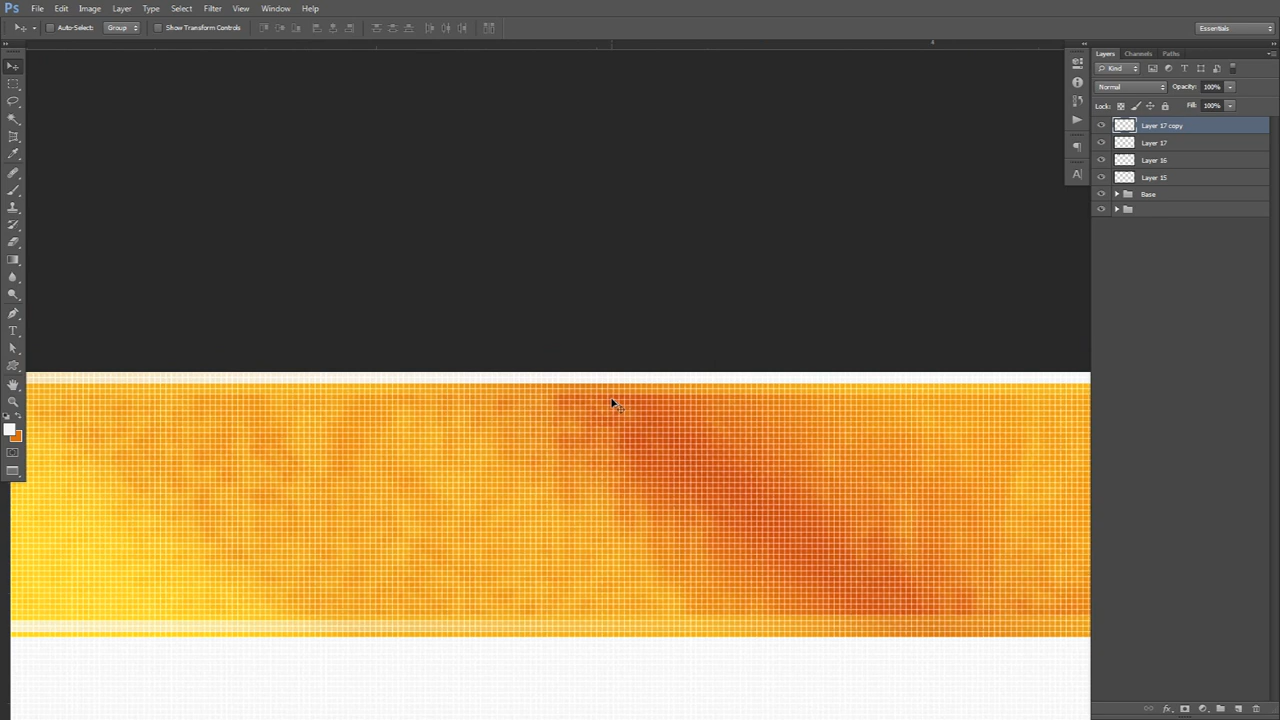 Ps File Edit Image Layer Type Select Filter View Window Help
Auto-Select: Group Show Transform Controls Essentials
Layers Channels Paths
Kind
Normal Opacity: 100%
Lock: Fill: 100%
Layer 17 copy
Layer 17
Layer 16
Layer 15
Base